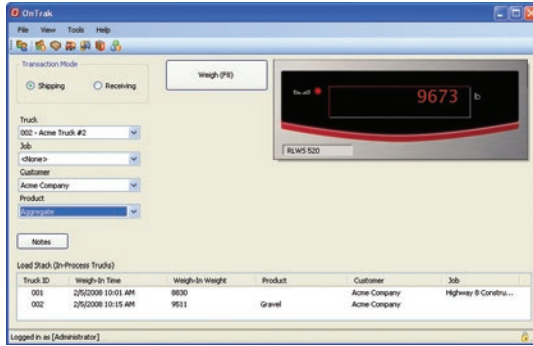 OnTrak
File View Tools Help
Transaction Mode
Shipping Receiving
Weigh (F8)
9673 lb
RLWS 520
Truck
002 - Acme Truck #2
Job
<None>
Customer
Acme Company
Product
Aggregate
Notes
Load Stack (In-Process Trucks)
Truck ID Weigh-In Time Weigh-In Weight Product Customer Job
001 2/5/2008 10:01 AM 8830 Acme Company Highway 8 Constru...
002 2/5/2008 10:15 AM 9511 Gravel Acme Company
Logged in as [Administrator]